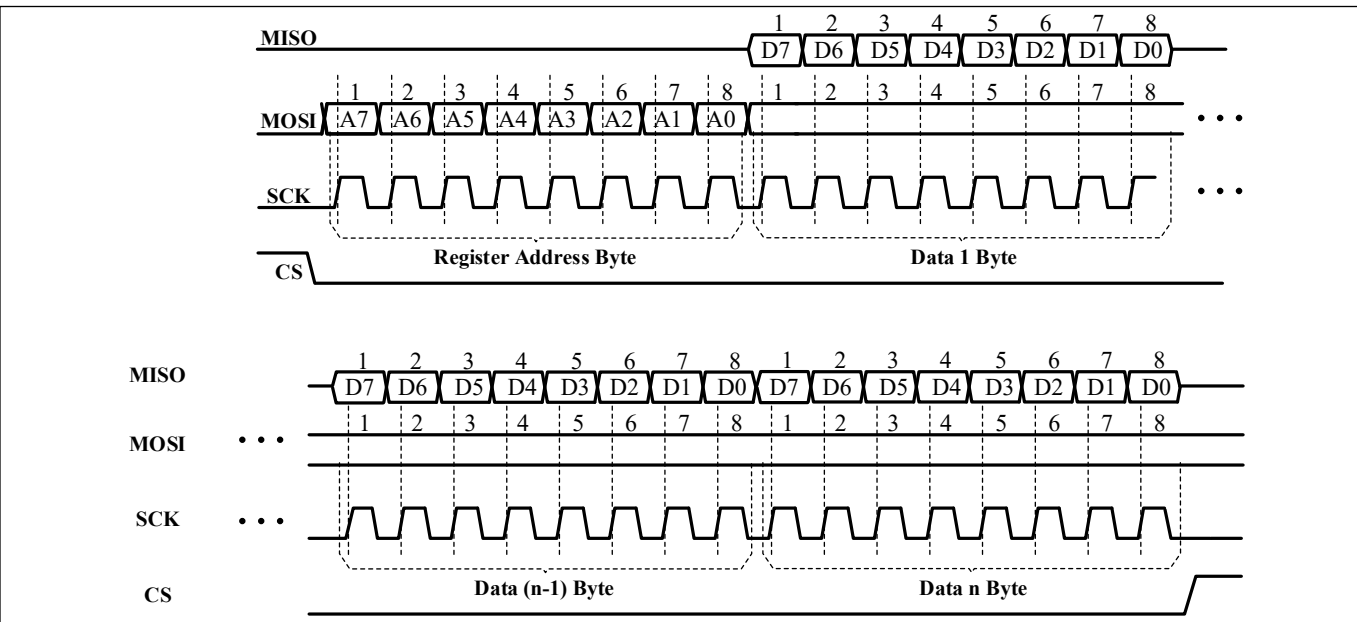 1 2 3 4 5 6 7 8
MISO D7 D6 D5 D4 D3 D2 D1 D0
1 2 3 4 5 6 7 8 1 2 3 4 5 6 7 8
MOSI A7 A6 A5 A4 A3 A2 A1 A0 • • •
SCK • • •
Register Address Byte Data 1 Byte
CS
1 2 3 4 5 6 7 8 1 2 3 4 5 6 7 8
MISO D7 D6 D5 D4 D3 D2 D1 D0 D7 D6 D5 D4 D3 D2 D1 D0
1 2 3 4 5 6 7 8 1 2 3 4 5 6 7 8
MOSI • • •
SCK • • •
Data (n-1) Byte Data n Byte
CS